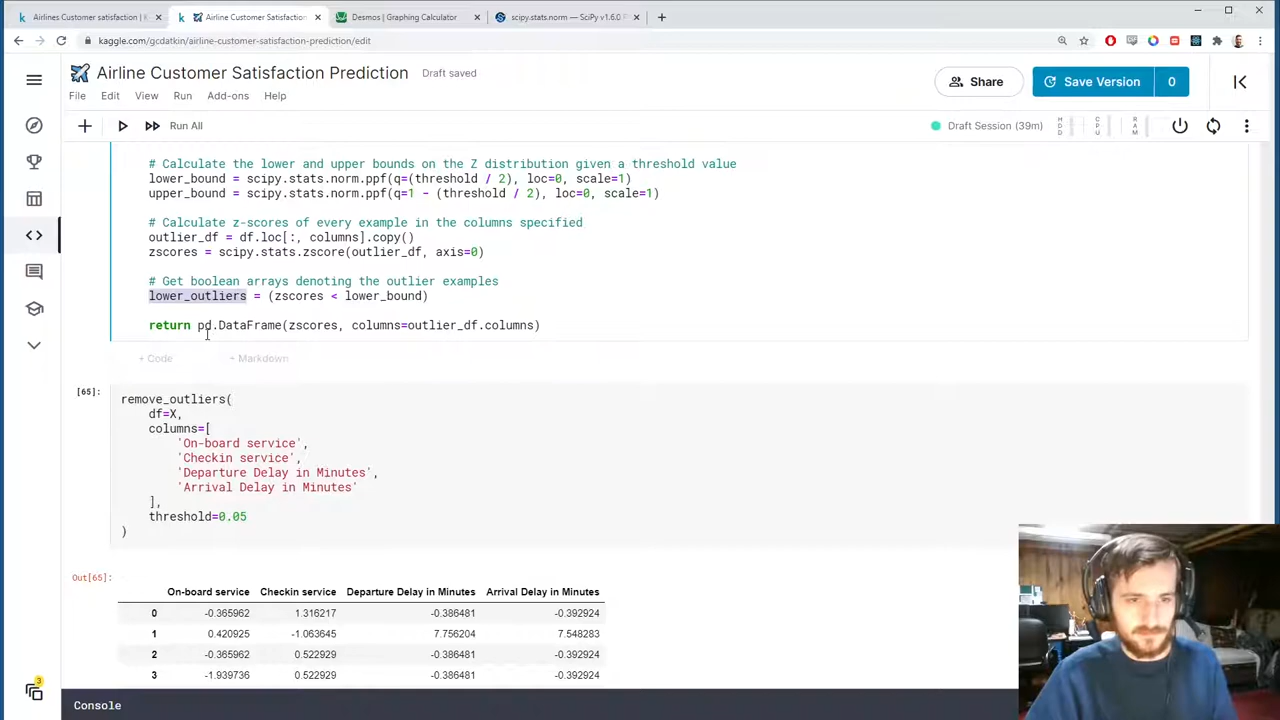 Airlines Customer satisfaction | K
Airline Customer Satisfaction
Desmos | Graphing Calculator
scipy.stats.norm — SciPy v1.6.0
kaggle.com/gcdatkin/airline-customer-satisfaction-prediction/edit
Airline Customer Satisfaction Prediction
Draft saved
Share
Save Version
0
File
Edit
View
Run
Add-ons
Help
Run All
Draft Session (39m)
HDD
CPU
RAM
# Calculate the lower and upper bounds on the Z distribution given a threshold value
lower_bound = scipy.stats.norm.ppf(q=(threshold / 2), loc=0, scale=1)
upper_bound = scipy.stats.norm.ppf(q=1 - (threshold / 2), loc=0, scale=1)
# Calculate z-scores of every example in the columns specified
outlier_df = df.loc[:, columns].copy()
zscores = scipy.stats.zscore(outlier_df, axis=0)
# Get boolean arrays denoting the outlier examples
lower_outliers = (zscores < lower_bound)
return pd.DataFrame(zscores, columns=outlier_df.columns)
+ Code
+ Markdown
[65]:
remove_outliers(
df=X,
columns=[
'On-board service',
'Checkin service',
'Departure Delay in Minutes',
'Arrival Delay in Minutes'
],
threshold=0.05
)
Out[65]:
On-board service Checkin service Departure Delay in Minutes Arrival Delay in Minutes
0 -0.365962 1.316217 -0.386481 -0.392924
1 0.420925 -1.063645 7.756204 7.548283
2 -0.365962 0.522929 -0.386481 -0.392924
3 -1.939736 0.522929 -0.386481 -0.392924
3
Console